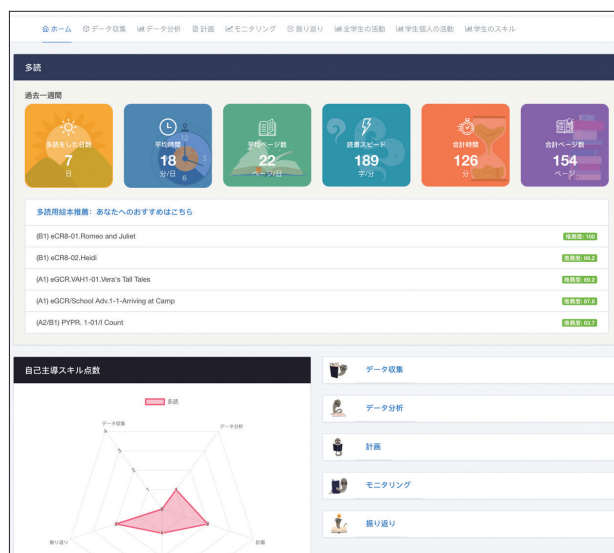 ホーム データ収集 データ分析 計画 モニタリング 振り返り 全学生の活動 学生個人の活動 学生のスキル
多読
過去一週間
多読をした日数 平均時間 平均ページ数 読書スピード 合計時間 合計ページ数
7 18 22 189 126 154
日 分/日 ページ/日 字/分 分 ページ
多読用絵本推薦：あなたへのおすすめはこちら
(B1) eCR8-01.Romeo and Juliet 推薦度: 100
(B1) eCR8-02.Heidi 推薦度: 99.2
(A1) eGCR.VAH1-01.Vera's Tall Tales 推薦度: 89.2
(A1) eGCR/School Adv.1-1-Arriving at Camp 推薦度: 87.8
(A2/B1) PYPR. 1-01/I Count 推薦度: 83.7
自己主導スキル点数
多読
データ収集
データ分析
4
3
2
1
振り返り
計画
データ収集
データ分析
計画
モニタリング
振り返り